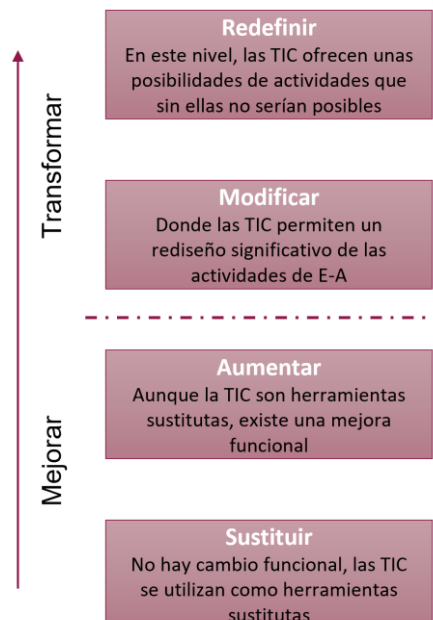 Transformar
Redefinir
En este nivel, las TIC ofrecen unas
posibilidades de actividades que
sin ellas no serían posibles
Modificar
Donde las TIC permiten un
rediseño significativo de las
actividades de E-A
Mejorar
Aumentar
Aunque la TIC son herramientas
sustitutas, existe una mejora
funcional
Sustituir
No hay cambio funcional, las TIC
se utilizan como herramientas
sustitutas